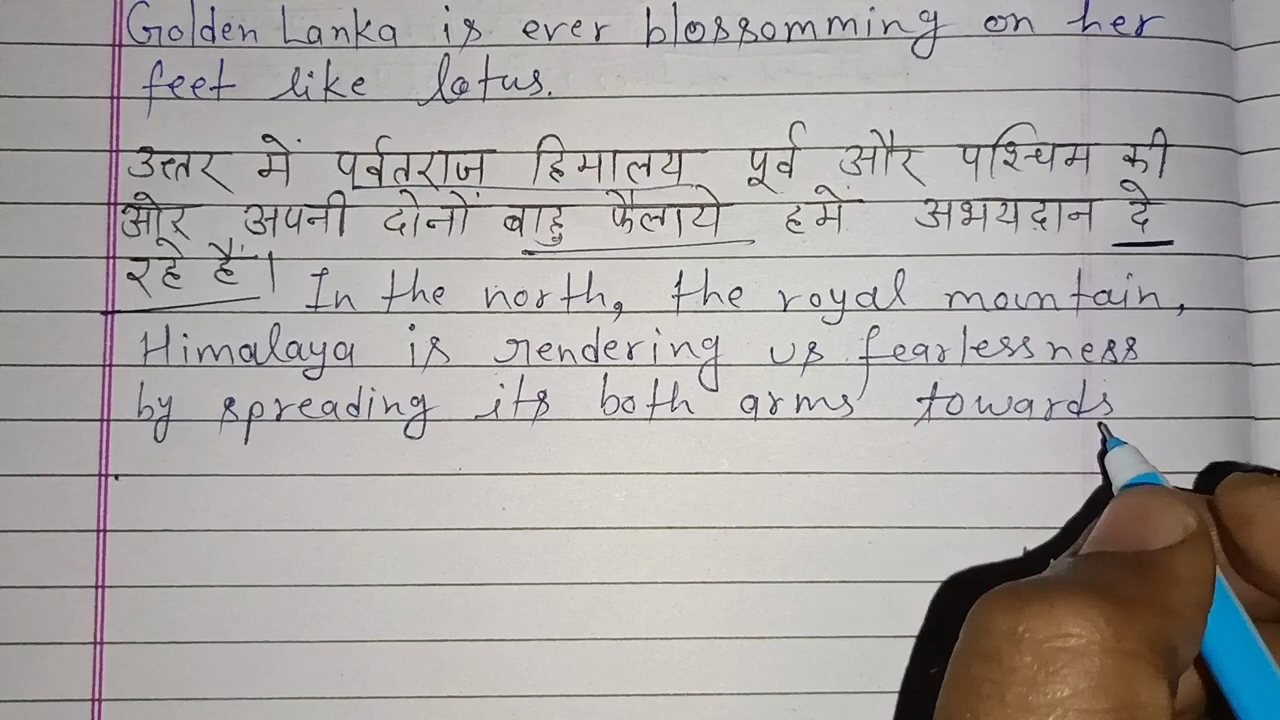 Golden Lanka is ever blossomming on her
feet like lotus.
उत्तर में पर्वतराज हिमालय पूर्व और पश्चिम की
ओर अपनी दोनों बाहु फैलाये हमें अभयदान दे
रहे हैं। In the north, the royal mountain,
Himalaya is rendering us fearlessness
by spreading its both arms towards